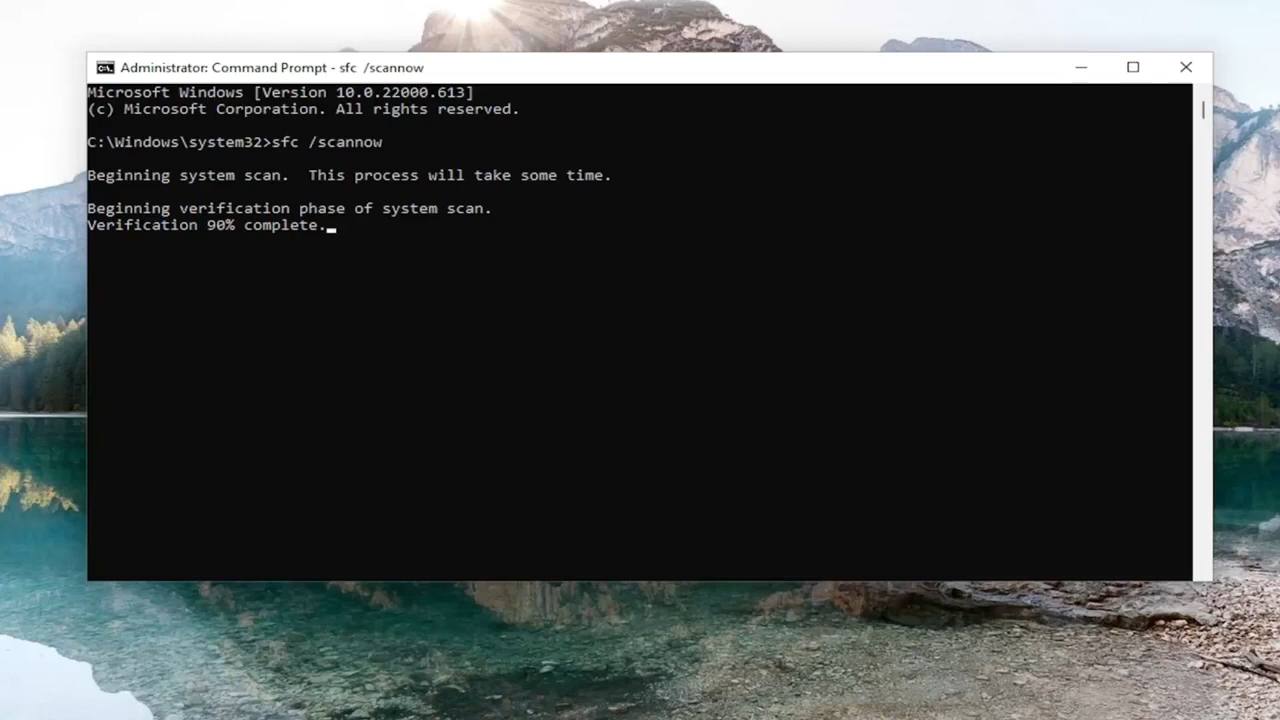 Administrator: Command Prompt - sfc  /scannow
Microsoft Windows [Version 10.0.22000.613]
(c) Microsoft Corporation. All rights reserved.
C:\Windows\system32>sfc /scannow
Beginning system scan.  This process will take some time.
Beginning verification phase of system scan.
Verification 90% complete.